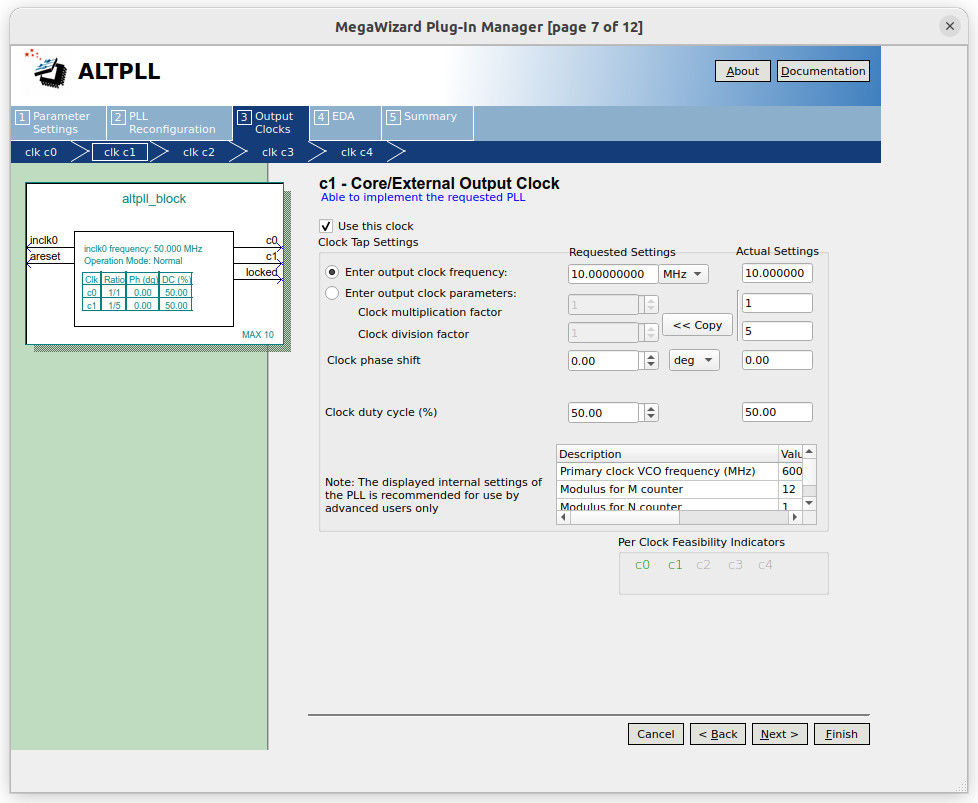 MegaWizard Plug-In Manager [page 7 of 12]
ALTPLL
About
Documentation
1 Parameter Settings
2 PLL Reconfiguration
3 Output Clocks
4 EDA
5 Summary
clk c0
clk c1
clk c2
clk c3
clk c4
altpll_block
inclk0
areset
c0
c1
locked
inclk0 frequency: 50.000 MHz
Operation Mode: Normal
Clk Ratio Ph (dg) DC (%)
c0 1/1 0.00 50.00
c1 1/5 0.00 50.00
MAX 10
c1 - Core/External Output Clock
Able to implement the requested PLL
Use this clock
Clock Tap Settings
Requested Settings
Actual Settings
Enter output clock frequency:
10.00000000
MHz
10.000000
Enter output clock parameters:
Clock multiplication factor
1
1
<< Copy
Clock division factor
1
5
Clock phase shift
0.00
deg
0.00
Clock duty cycle (%)
50.00
50.00
Note: The displayed internal settings of
the PLL is recommended for use by
advanced users only
Description Valu
Primary clock VCO frequency (MHz) 600
Modulus for M counter 12
Modulus for N counter 1
Per Clock Feasibility Indicators
c0 c1 c2 c3 c4
Cancel
< Back
Next >
Finish